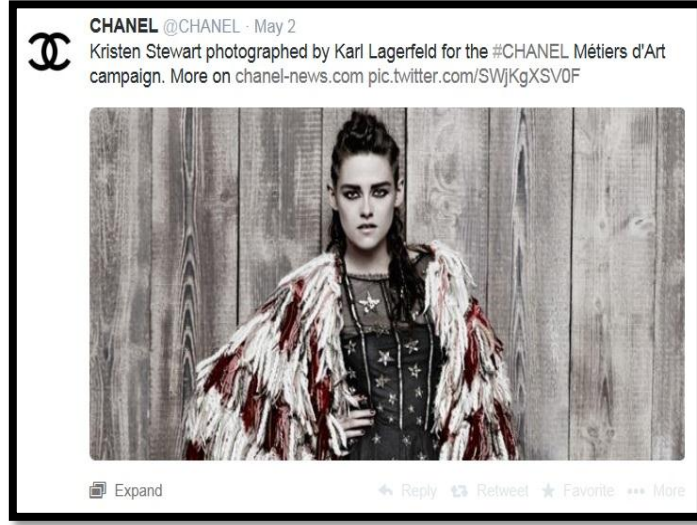 CHANEL @CHANEL · May 2
Kristen Stewart photographed by Karl Lagerfeld for the #CHANEL Métiers d'Art
campaign. More on chanel-news.com pic.twitter.com/SWjKgXSV0F
Expand Reply Retweet Favorite More